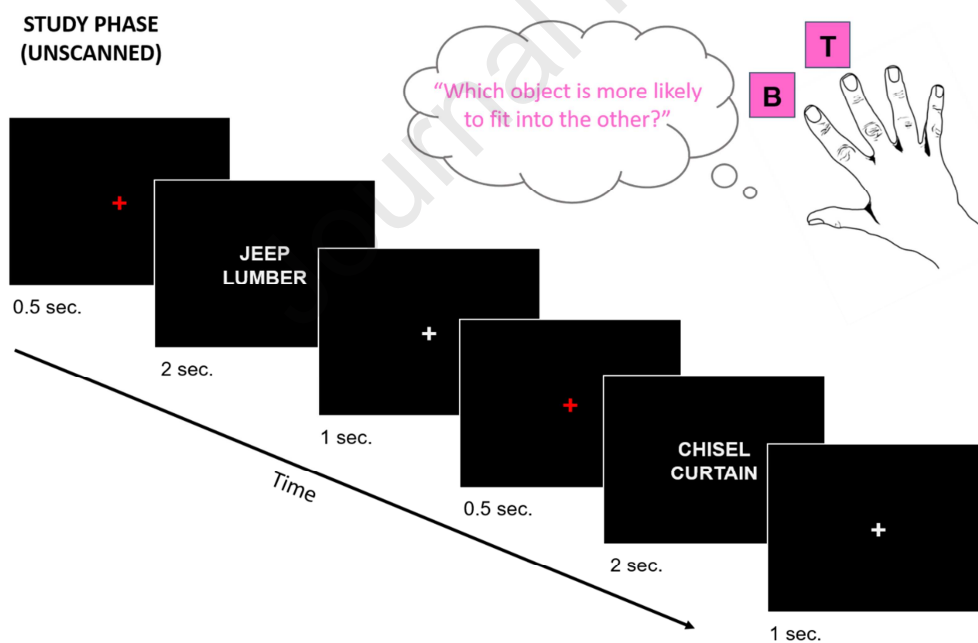 STUDY PHASE
(UNSCANNED)
"Which object is more likely
to fit into the other?"
T
B
0.5 sec.
JEEP
LUMBER
2 sec.
1 sec.
0.5 sec.
CHISEL
CURTAIN
2 sec.
1 sec.
Time
Journal